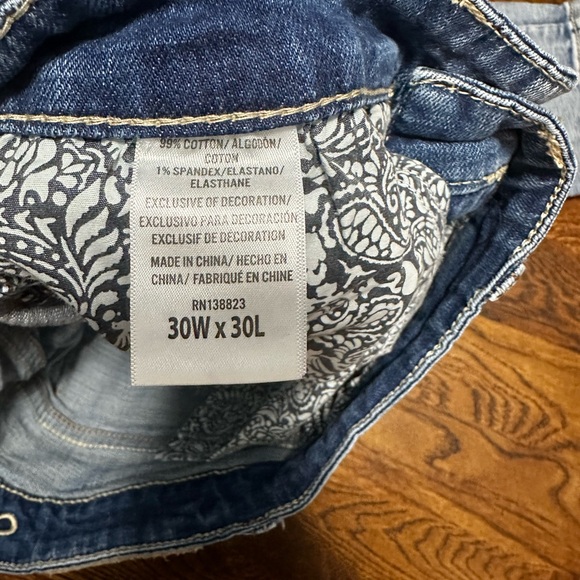 99% COTTON/ ALGODÓN/
COTON
1% SPANDEX/ELASTANO/
ELASTHANE
EXCLUSIVE OF DECORATION/
EXCLUSIVO PARA DECORACIÓN/
EXCLUSIF DE DECORATION
MADE IN CHINA/ HECHO EN
CHINA/ FABRIQUÉ EN CHINE
RN138823
30W x 30L